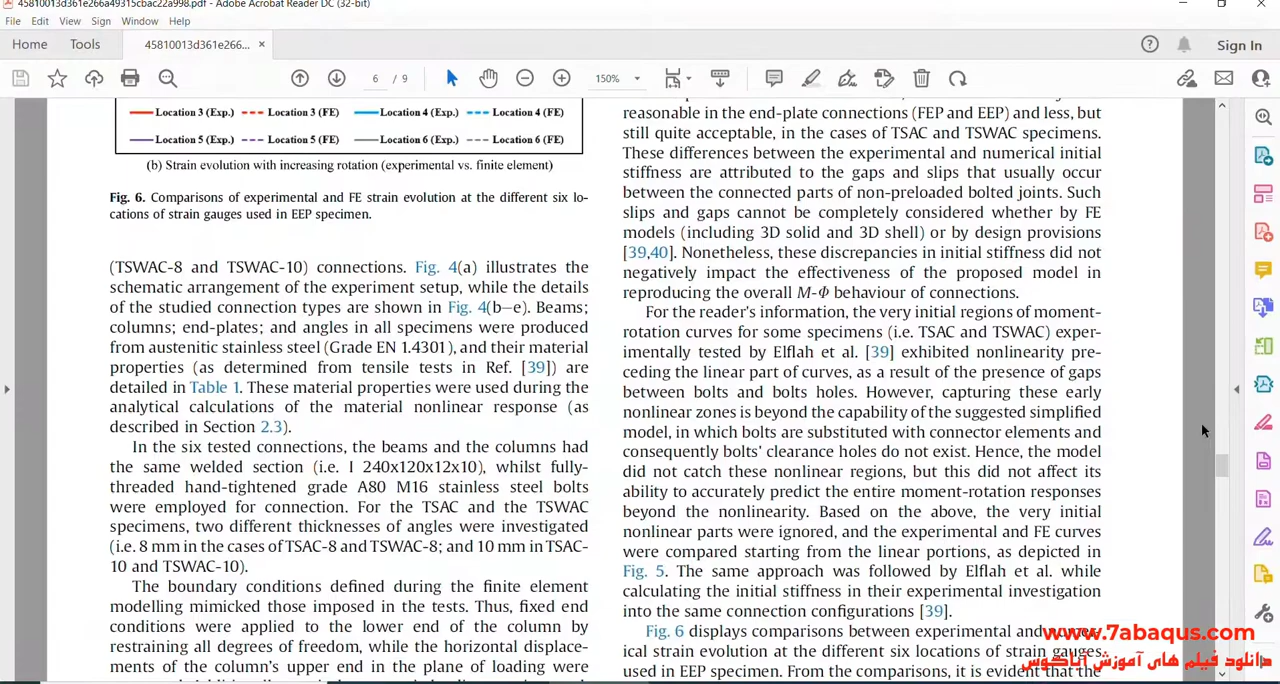 45810013d361e266a49315cbac22a998.pdf - Adobe Acrobat Reader DC (32-bit)
File Edit View Sign Window Help
Home Tools 45810013d361e266... × Sign In
6 / 9 150%
Location 3 (Exp.) Location 3 (FE) Location 4 (Exp.) Location 4 (FE)
Location 5 (Exp.) Location 5 (FE) Location 6 (Exp.) Location 6 (FE)
(b) Strain evolution with increasing rotation (experimental vs. finite element)
Fig. 6. Comparisons of experimental and FE strain evolution at the different six lo-
cations of strain gauges used in EEP specimen.
(TSWAC-8 and TSWAC-10) connections. Fig. 4(a) illustrates the
schematic arrangement of the experiment setup, while the details
of the studied connection types are shown in Fig. 4(b–e). Beams;
columns; end-plates; and angles in all specimens were produced
from austenitic stainless steel (Grade EN 1.4301), and their material
properties (as determined from tensile tests in Ref. [39]) are
detailed in Table 1. These material properties were used during the
analytical calculations of the material nonlinear response (as
described in Section 2.3).
In the six tested connections, the beams and the columns had
the same welded section (i.e. I 240x120x12x10), whilst fully-
threaded hand-tightened grade A80 M16 stainless steel bolts
were employed for connection. For the TSAC and the TSWAC
specimens, two different thicknesses of angles were investigated
(i.e. 8 mm in the cases of TSAC-8 and TSWAC-8; and 10 mm in TSAC-
10 and TSWAC-10).
The boundary conditions defined during the finite element
modelling mimicked those imposed in the tests. Thus, fixed end
conditions were applied to the lower end of the column by
restraining all degrees of freedom, while the horizontal displace-
ments of the column's upper end in the plane of loading were
reasonable in the end-plate connections (FEP and EEP) and less, but
still quite acceptable, in the cases of TSAC and TSWAC specimens.
These differences between the experimental and numerical initial
stiffness are attributed to the gaps and slips that usually occur
between the connected parts of non-preloaded bolted joints. Such
slips and gaps cannot be completely considered whether by FE
models (including 3D solid and 3D shell) or by design provisions
[39,40]. Nonetheless, these discrepancies in initial stiffness did not
negatively impact the effectiveness of the proposed model in
reproducing the overall M-Φ behaviour of connections.
For the reader's information, the very initial regions of moment-
rotation curves for some specimens (i.e. TSAC and TSWAC) exper-
imentally tested by Elflah et al. [39] exhibited nonlinearity pre-
ceding the linear part of curves, as a result of the presence of gaps
between bolts and bolts holes. However, capturing these early
nonlinear zones is beyond the capability of the suggested simplified
model, in which bolts are substituted with connector elements and
consequently bolts' clearance holes do not exist. Hence, the model
did not catch these nonlinear regions, but this did not affect its
ability to accurately predict the entire moment-rotation responses
beyond the nonlinearity. Based on the above, the very initial
nonlinear parts were ignored, and the experimental and FE curves
were compared starting from the linear portions, as depicted in
Fig. 5. The same approach was followed by Elflah et al. while
calculating the initial stiffness in their experimental investigation
into the same connection configurations [39].
Fig. 6 displays comparisons between experimental and
ical strain evolution at the different six locations of strain gauges
used in EEP specimen. From the comparisons, it is evident that the
www.7abaqus.com
دانلود فیلم های آموزش آباکوس